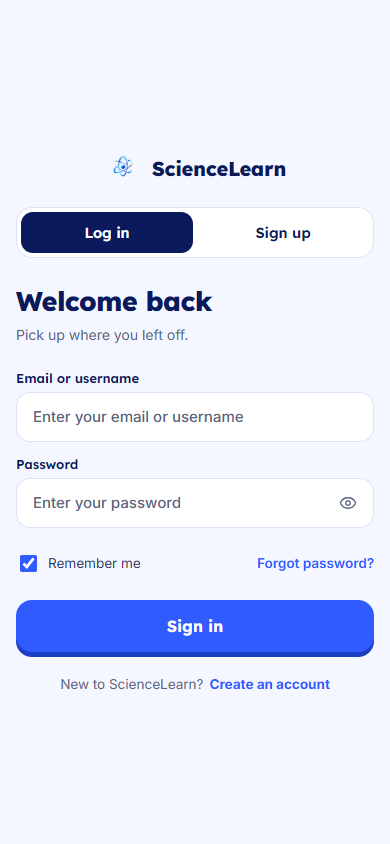 ScienceLearn
Log in
Sign up
Welcome back
Pick up where you left off.
Email or username
Enter your email or username
Password
Enter your password
Remember me
Forgot password?
Sign in
New to ScienceLearn? Create an account